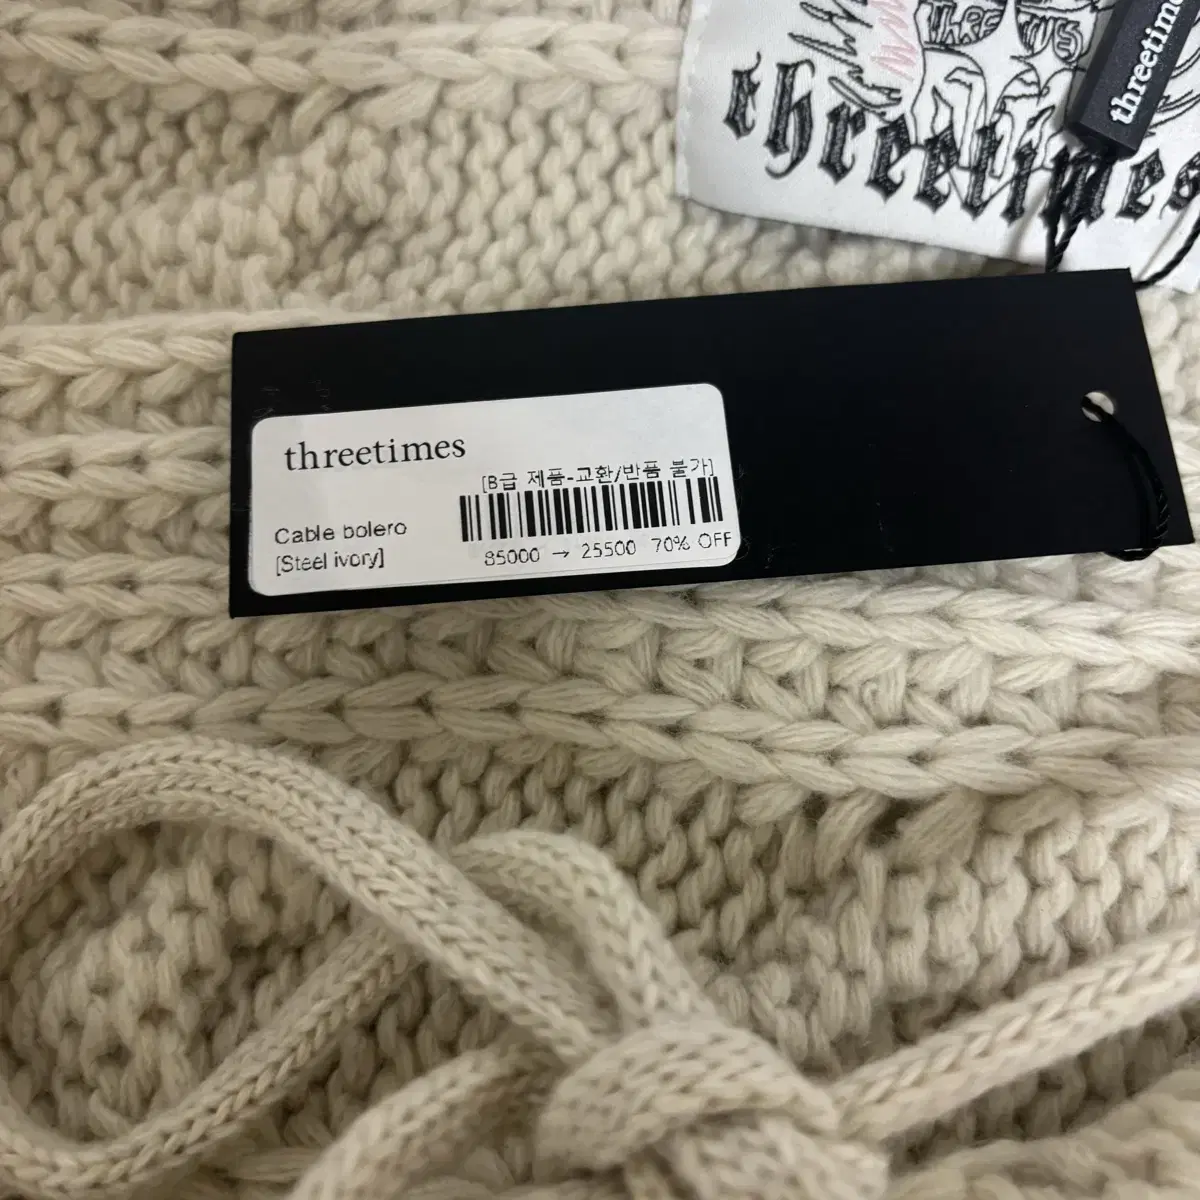 threetimes
threetimes
threetimes
[B급 제품-교환/반품 불가]
Cable bolero
[Steel ivory]
85000 → 25500 70% OFF